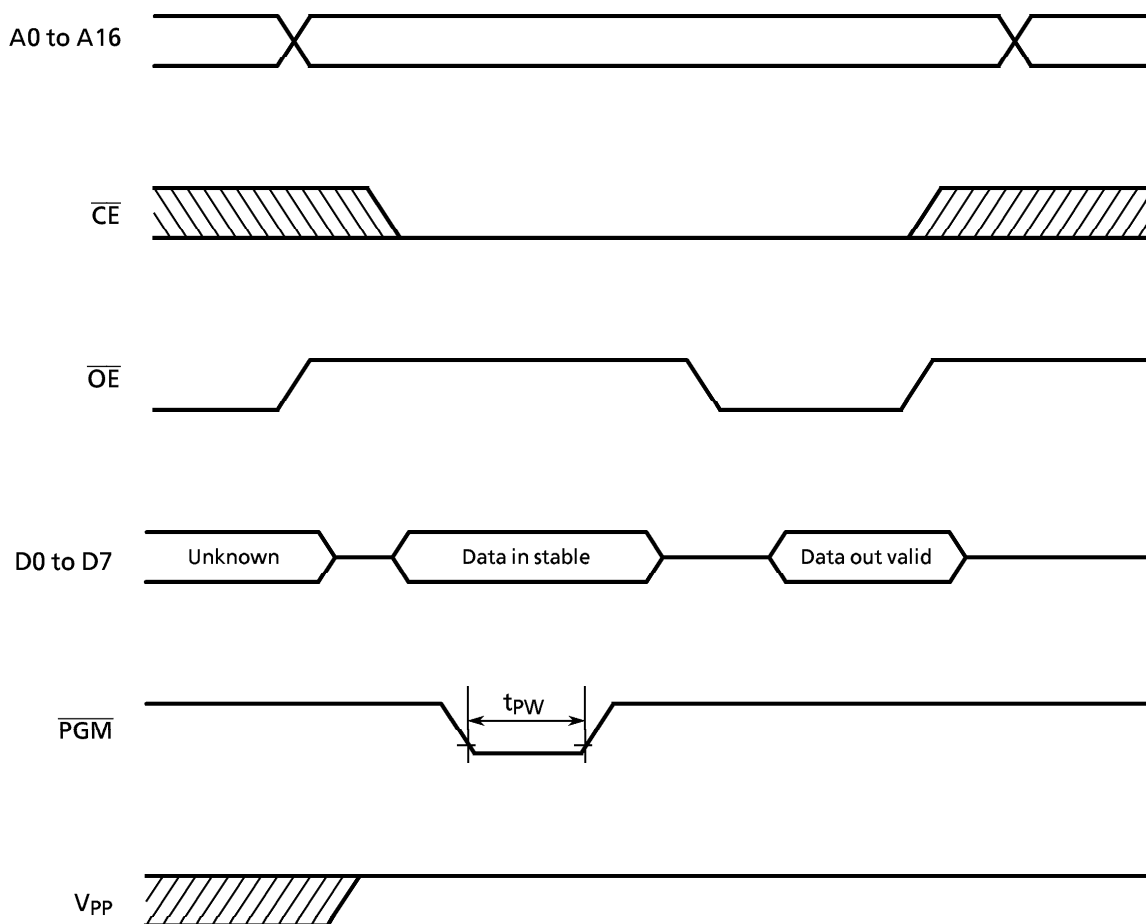 A0 to A16
CE
OE
D0 to D7
Unknown
Data in stable
Data out valid
tPW
PGM
VPP